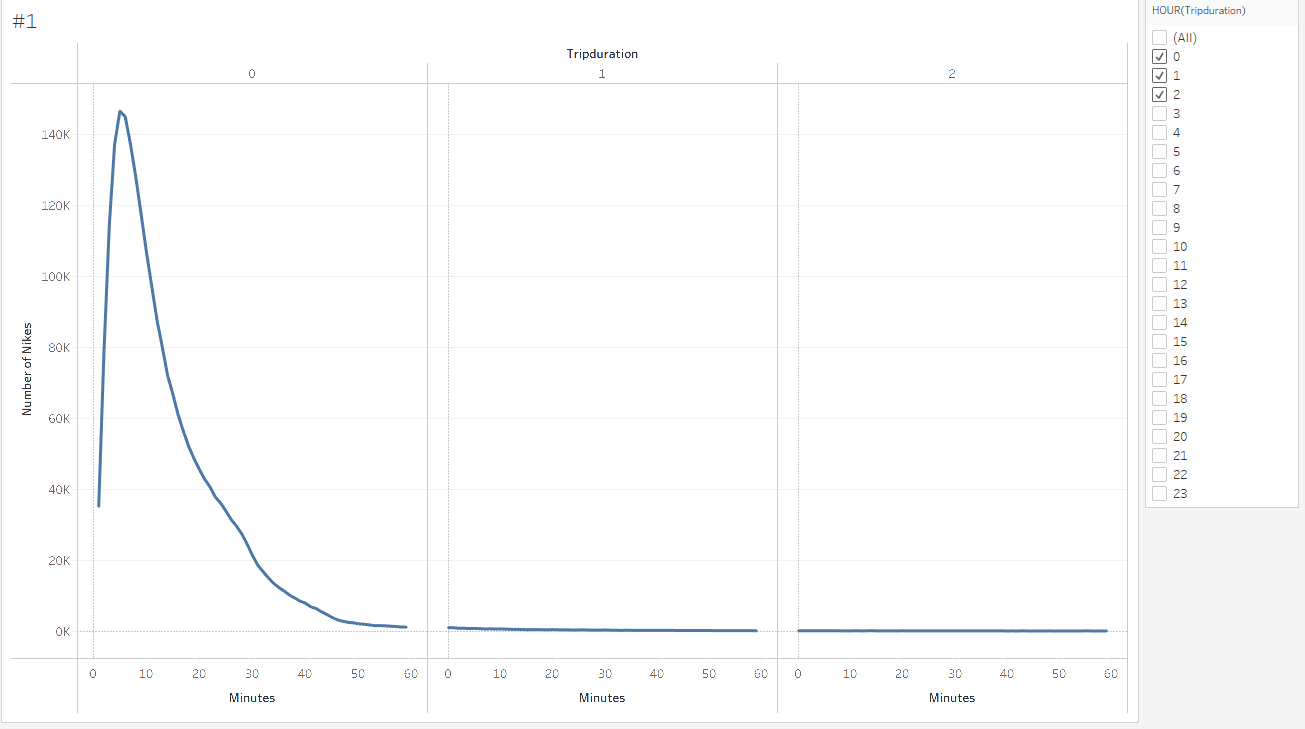 #1
Tripduration
0 1 2
140K
120K
100K
80K
60K
40K
20K
0K
Number of Nikes
0 10 20 30 40 50 60 0 10 20 30 40 50 60 0 10 20 30 40 50 60
Minutes Minutes Minutes
HOUR(Tripduration)
(All)
0
1
2
3
4
5
6
7
8
9
10
11
12
13
14
15
16
17
18
19
20
21
22
23